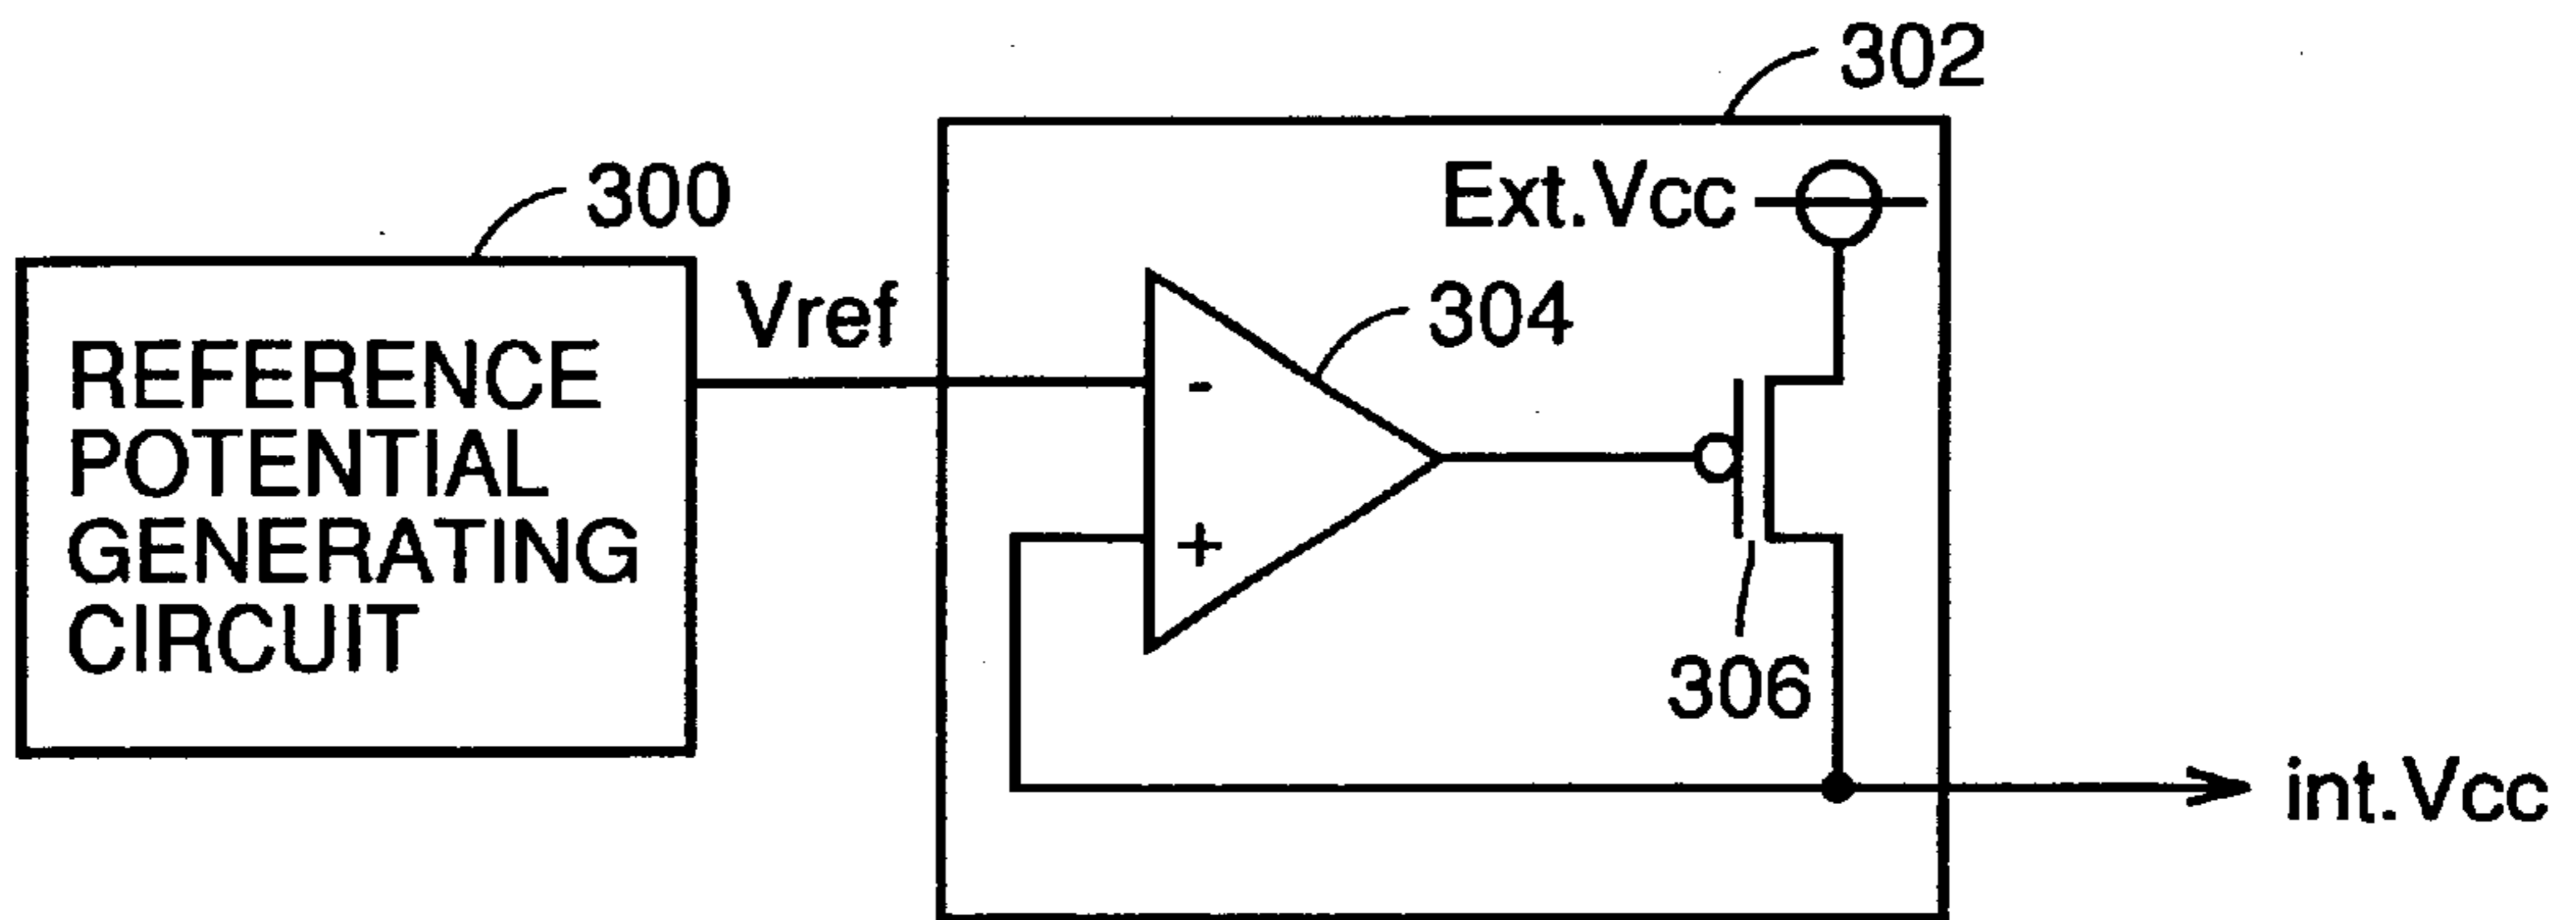 302
300
Ext.Vcc
Vref
304
-
REFERENCE
POTENTIAL
GENERATING
CIRCUIT
+
306
int.Vcc